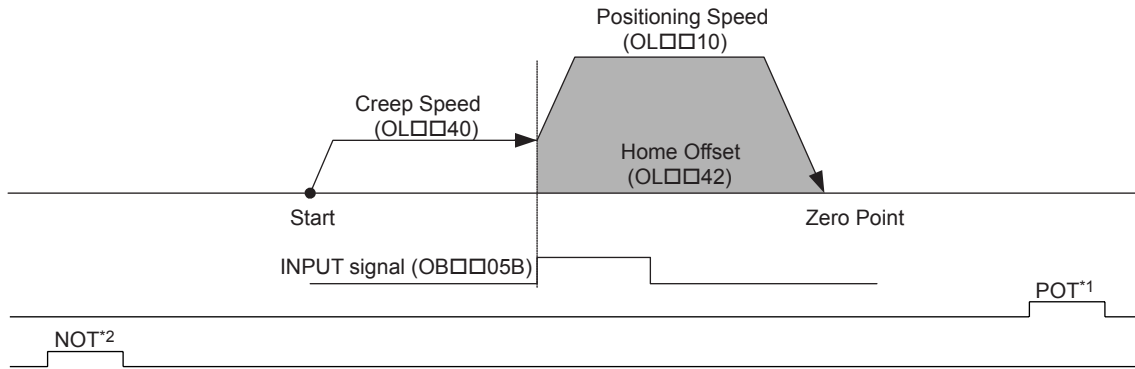 Positioning Speed
(OL□□10)
Creep Speed
(OL□□40)
Home Offset
(OL□□42)
Start
Zero Point
INPUT signal (OB□□05B)
POT*1
NOT*2